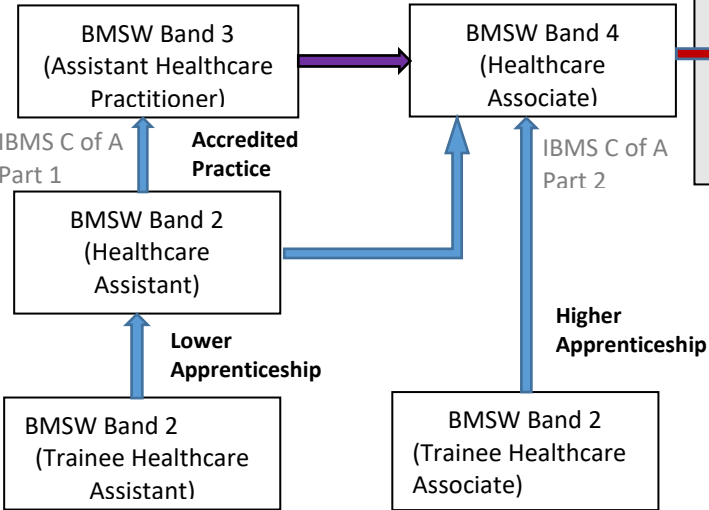 BMSW Band 3
(Assistant Healthcare
Practitioner)
BMSW Band 4
(Healthcare
Associate)
IBMS C of A
Part 1
Accredited
Practice
IBMS C of A
Part 2
BMSW Band 2
(Healthcare
Assistant)
Lower
Apprenticeship
Higher
Apprenticeship
BMSW Band 2
(Trainee Healthcare
Assistant)
BMSW Band 2
(Trainee Healthcare
Associate)